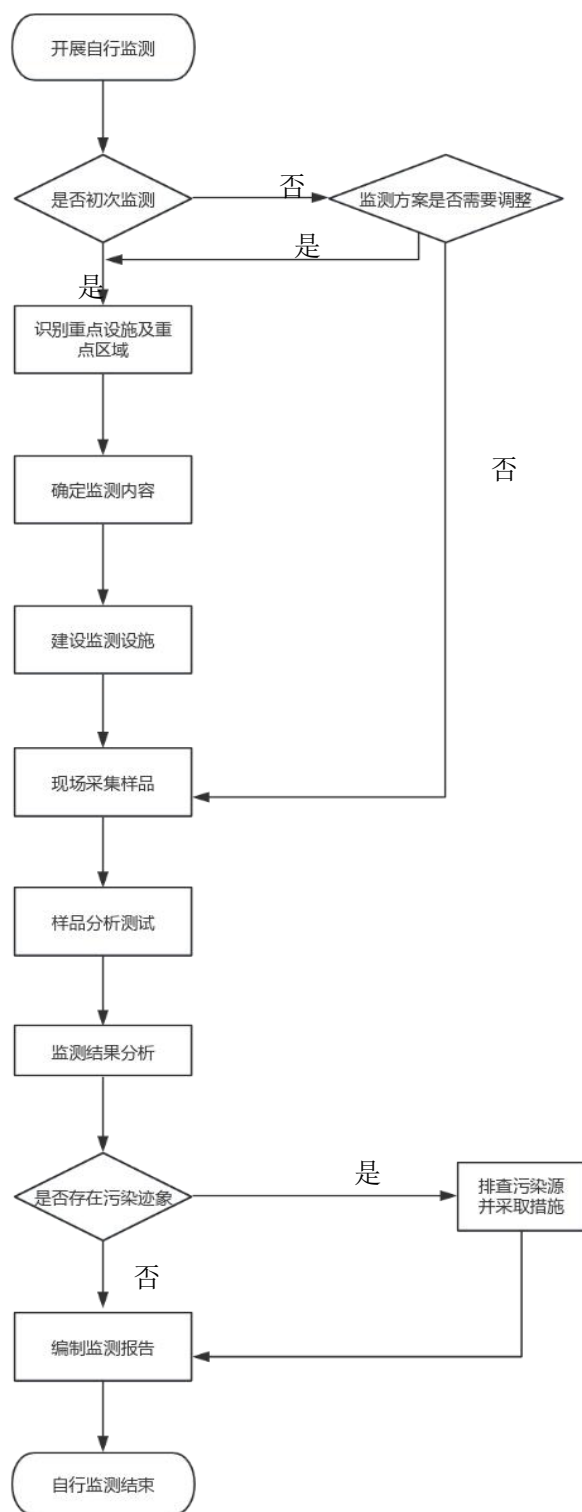 开展自行监测
是否初次监测
否
监测方案是否需要调整
是
是
识别重点设施及重
点区域
确定监测内容
否
建设监测设施
现场采集样品
样品分析测试
监测结果分析
是否存在污染迹象
是
排查污染源
并采取措施
否
编制监测报告
自行监测结束